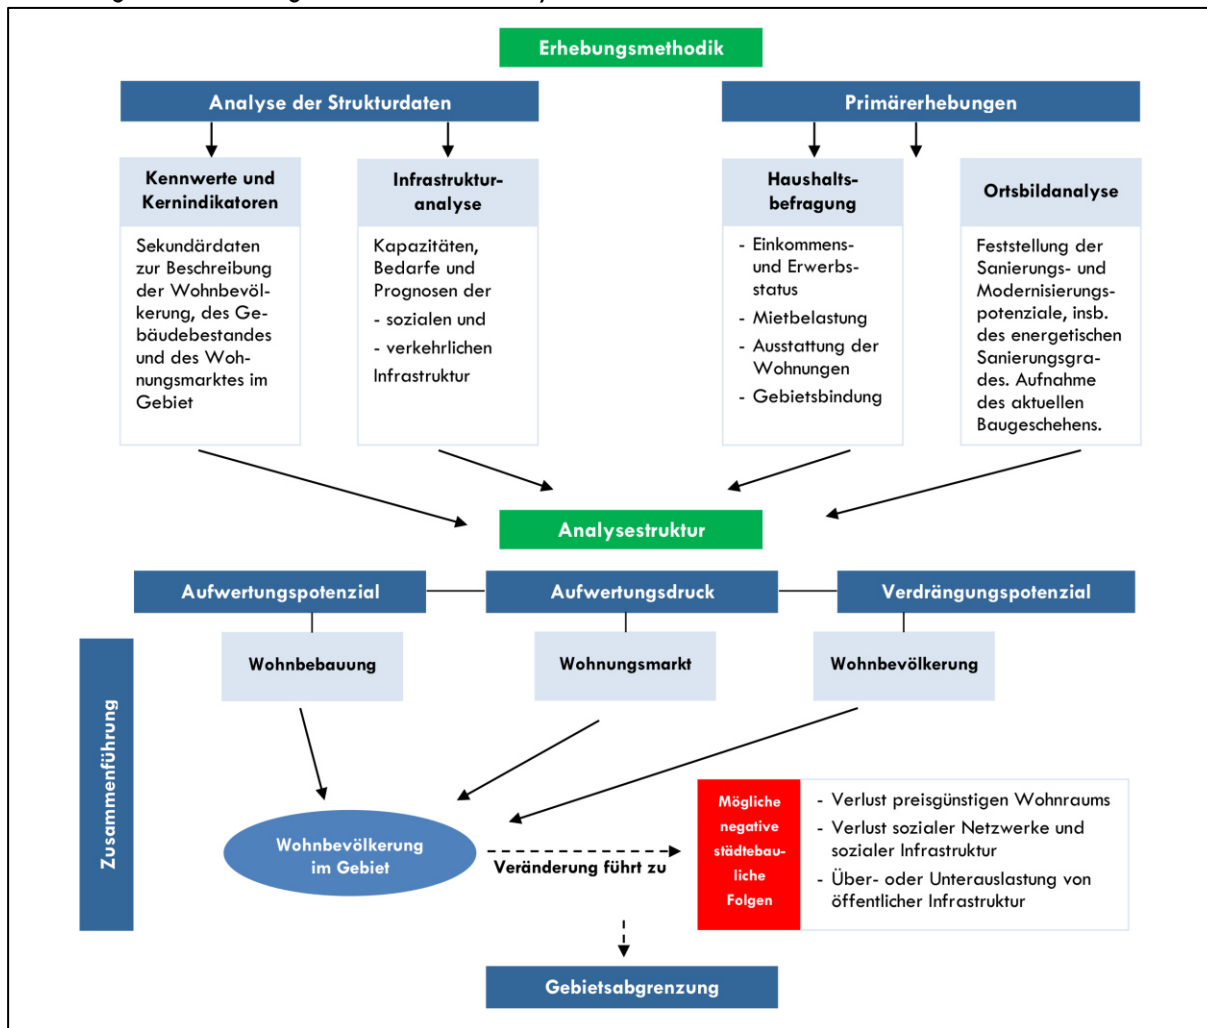 Erhebungsmethodik
Analyse der Strukturdaten
Primärerhebungen
Kennwerte und
Kernindikatoren
Sekundärdaten
zur Beschreibung
der Wohnbevöl-
kerung, des Ge-
bäudebestandes
und des Woh-
nungsmarktes im
Gebiet
Infrastruktur-
analyse
Kapazitäten,
Bedarfe und
Prognosen der
- sozialen und
- verkehrlichen
Infrastruktur
Haushalts-
befragung
- Einkommens-
und Erwerbs-
status
- Mietbelastung
- Ausstattung der
Wohnungen
- Gebietsbindung
Ortsbildanalyse
Feststellung der
Sanierungs- und
Modernisierungs-
potenziale, insb.
des energetischen
Sanierungsgra-
des. Aufnahme
des aktuellen
Baugeschehens.
Analysestruktur
Aufwertungspotenzial
Aufwertungsdruck
Verdrängungspotenzial
Wohnbebauung
Wohnungsmarkt
Wohnbevölkerung
Zusammenführung
Wohnbevölkerung
im Gebiet
Veränderung führt zu
Mögliche
negative
städtebau-
liche
Folgen
- Verlust preisgünstigen Wohnraums
- Verlust sozialer Netzwerke und
sozialer Infrastruktur
- Über- oder Unterauslastung von
öffentlicher Infrastruktur
Gebietsabgrenzung